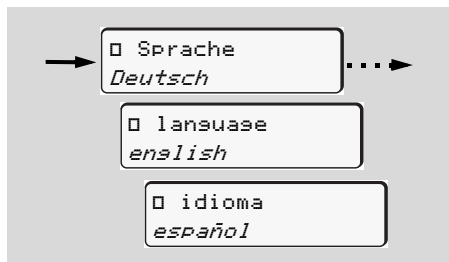 □ Sprache
Deutsch
□ language
english
□ idioma
español